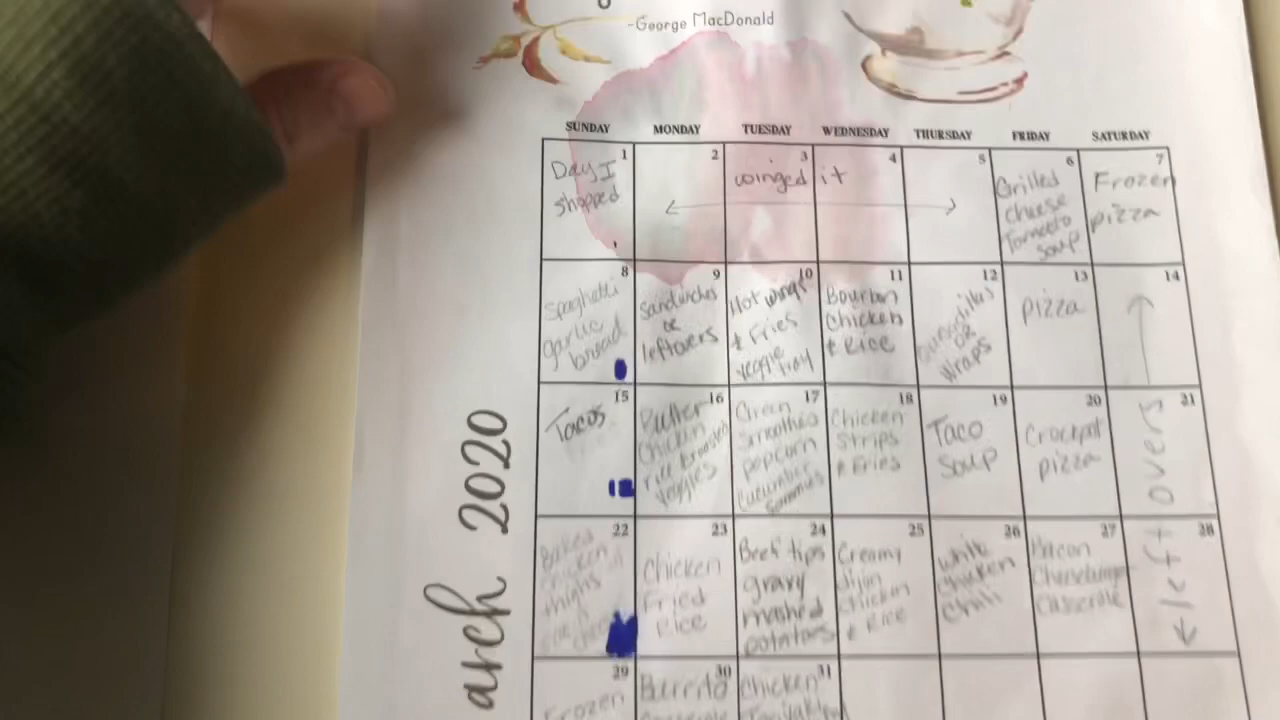 -George MacDonald
SUNDAY MONDAY TUESDAY WEDNESDAY THURSDAY FRIDAY SATURDAY
1 2 3 4 5 6 7
Day I
shopped
winged it
Grilled
cheese
Tomato
soup
Frozen
pizza
8 9 10 11 12 13 14
Spaghetti
garlic
bread
Sandwiches
or
leftovers
Hot wings
& Fries
veggie tray
Bourbon
Chicken
& Rice
Quesadillas
or
wraps
pizza
15 16 17 18 19 20 21
Tacos
Butter
Chicken
rice & roasted
veggies
Green
smoothies
popcorn
Cucumber
Chicken
Strips
& Fries
Taco
Soup
Crockpot
pizza
left overs
22 23 24 25 26 27 28
Baked
chicken
thighs
Chicken
Fried
Rice
Beef tips
gravy
mashed
potatoes
Creamy
dijon
chicken
& Rice
white
chicken
Chili
Bacon
Cheeseburger
Casserole
29 30 31
Frozen
Burrito
Casserole
Chicken
arch 2020